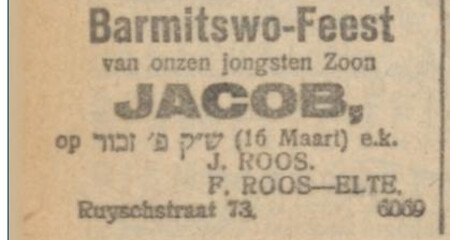 Barmitswo-Feest
van onzen jongsten Zoon
JACOB,
op ש״ק פ׳ זכור (16 Maart) e.k.
J. ROOS.
F. ROOS—ELTE.
Ruyschstraat 73. 6069